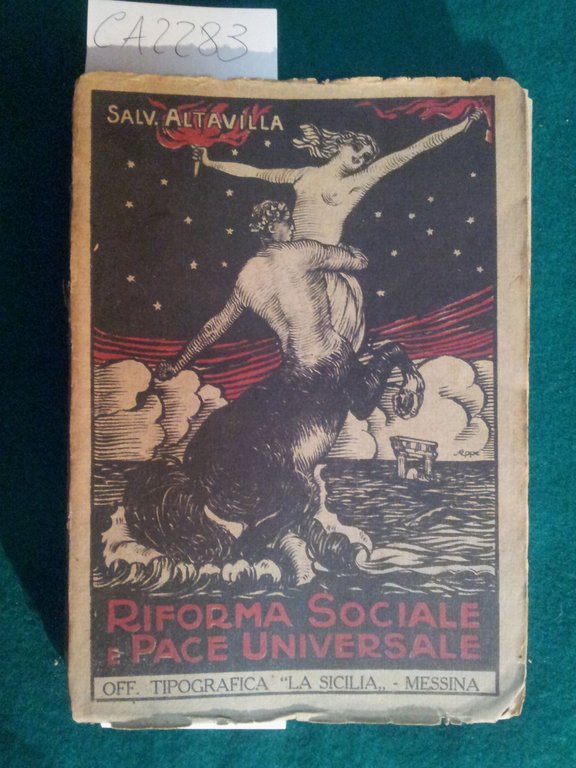 CA2283
SALV. ALTAVILLA
RIFORMA SOCIALE
E PACE UNIVERSALE
OFF. TIPOGRAFICA "LA SICILIA„ - MESSINA